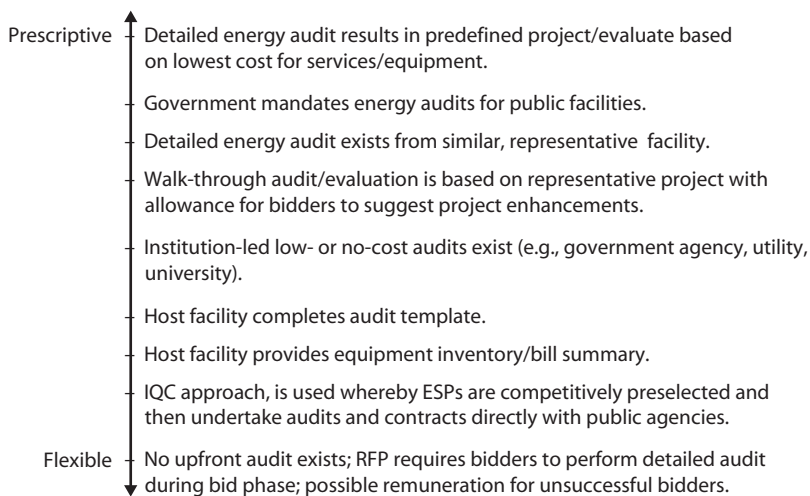 Prescriptive
Detailed energy audit results in predefined project/evaluate based
on lowest cost for services/equipment.
Government mandates energy audits for public facilities.
Detailed energy audit exists from similar, representative facility.
Walk-through audit/evaluation is based on representative project with
allowance for bidders to suggest project enhancements.
Institution-led low- or no-cost audits exist (e.g., government agency, utility,
university).
Host facility completes audit template.
Host facility provides equipment inventory/bill summary.
IQC approach, is used whereby ESPs are competitively preselected and
then undertake audits and contracts directly with public agencies.
Flexible
No upfront audit exists; RFP requires bidders to perform detailed audit
during bid phase; possible remuneration for unsuccessful bidders.